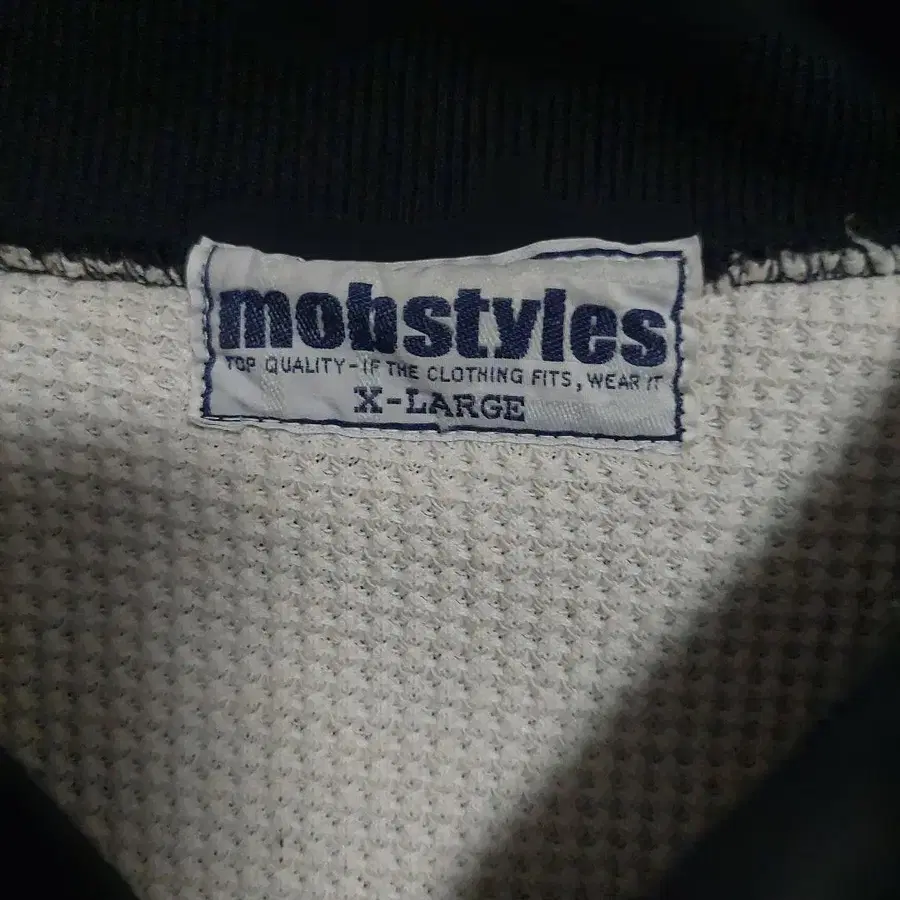 mobstyles
TOP QUALITY-IF THE CLOTHING FITS, WEAR IT
X-LARGE